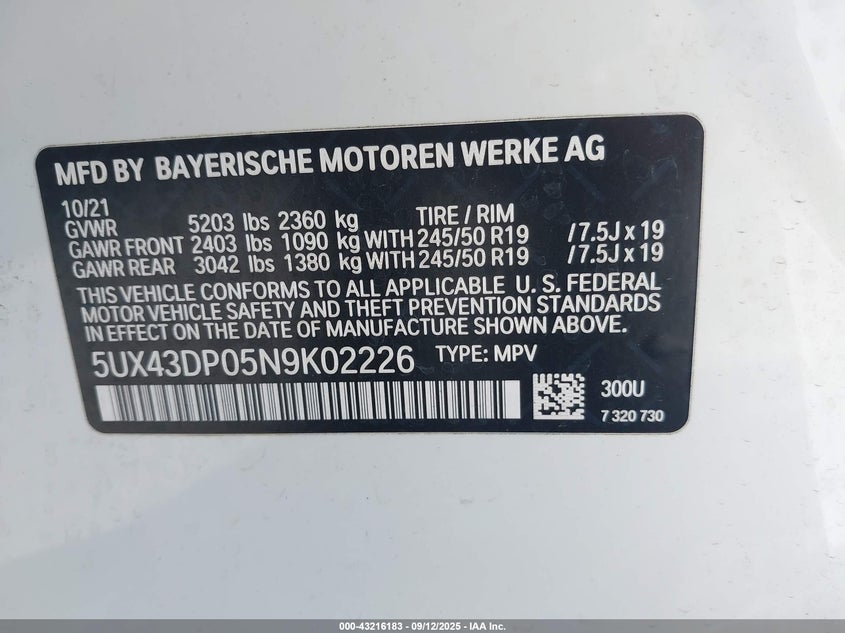 MFD BY BAYERISCHE MOTOREN WERKE AG
10/21
GVWR 5203 lbs 2360 kg TIRE / RIM
GAWR FRONT 2403 lbs 1090 kg WITH 245/50 R19 /7.5J x 19
GAWR REAR 3042 lbs 1380 kg WITH 245/50 R19 /7.5J x 19
THIS VEHICLE CONFORMS TO ALL APPLICABLE U. S. FEDERAL
MOTOR VEHICLE SAFETY AND THEFT PREVENTION STANDARDS
IN EFFECT ON THE DATE OF MANUFACTURE SHOWN ABOVE.
5UX43DP05N9K02226 TYPE: MPV
300U
7 320 730
000-43216183 - 09/12/2025 - IAA Inc.